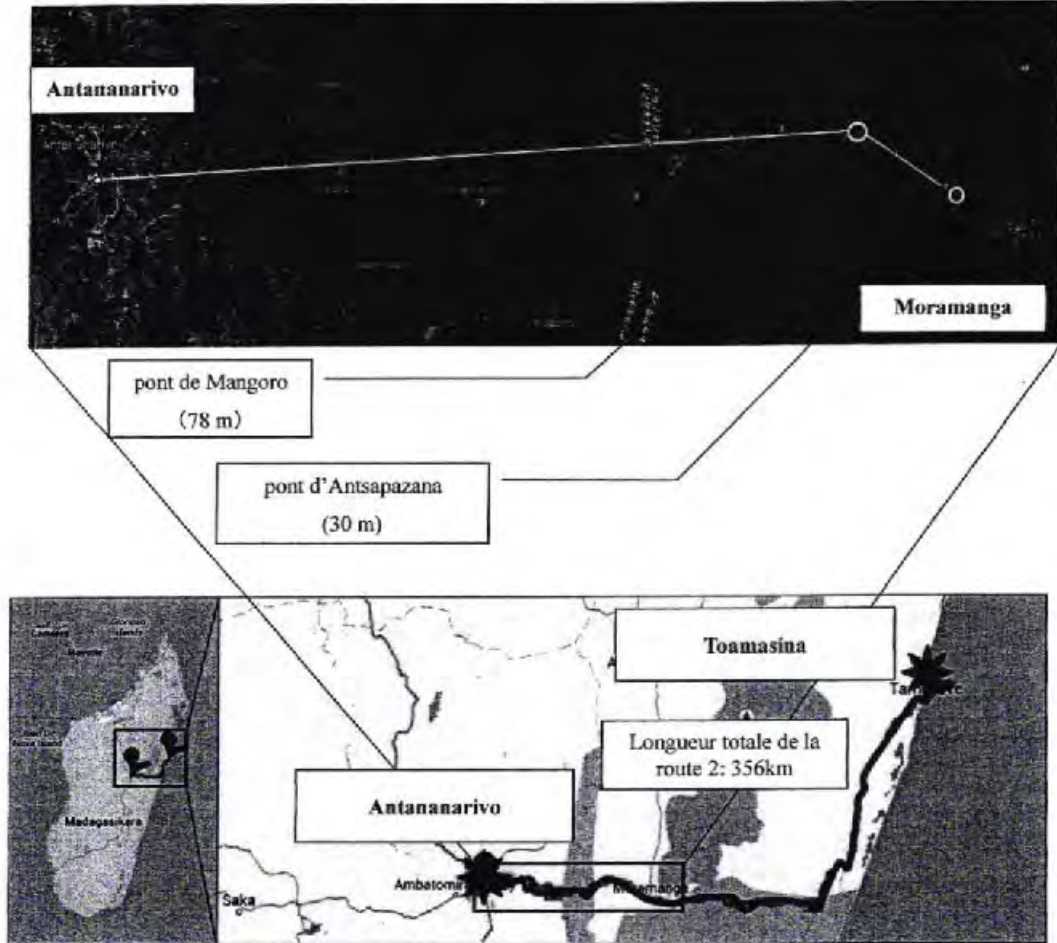 Antananarivo
Moramanga
pont de Mangoro
(78 m)
pont d'Antsapazana
(30 m)
Toamasina
Longueur totale de la
route 2: 356km
Antananarivo
Mayotte
Madagasikara
Saka
Moramanga